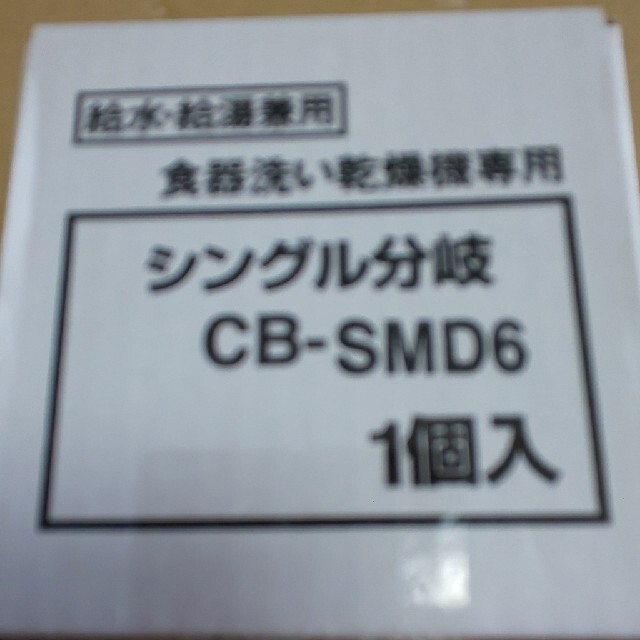 給水・給湯兼用
食器洗い乾燥機専用
シングル分岐
CB-SMD6
1個入